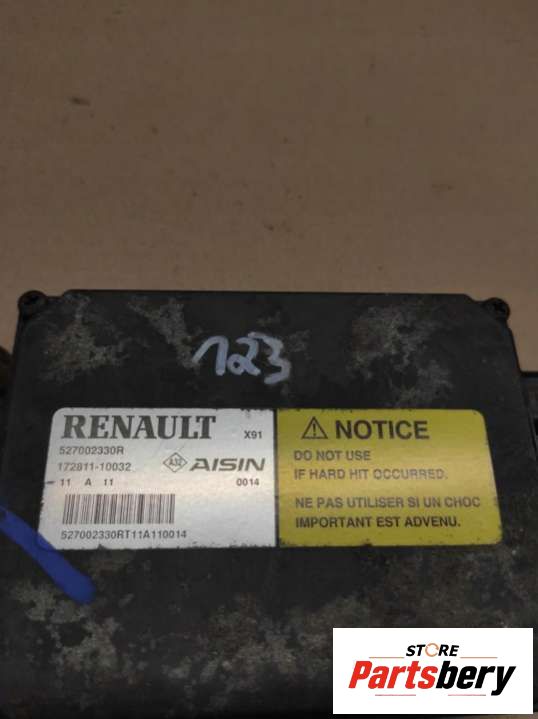 123
RENAULT X91
527002330R
172811-10032 A32 AISIN
11 A 11 0014
527002330RT11A110014
NOTICE
DO NOT USE
IF HARD HIT OCCURRED.
NE PAS UTILISER SI UN CHOC
IMPORTANT EST ADVENU.
STORE
Partsbery